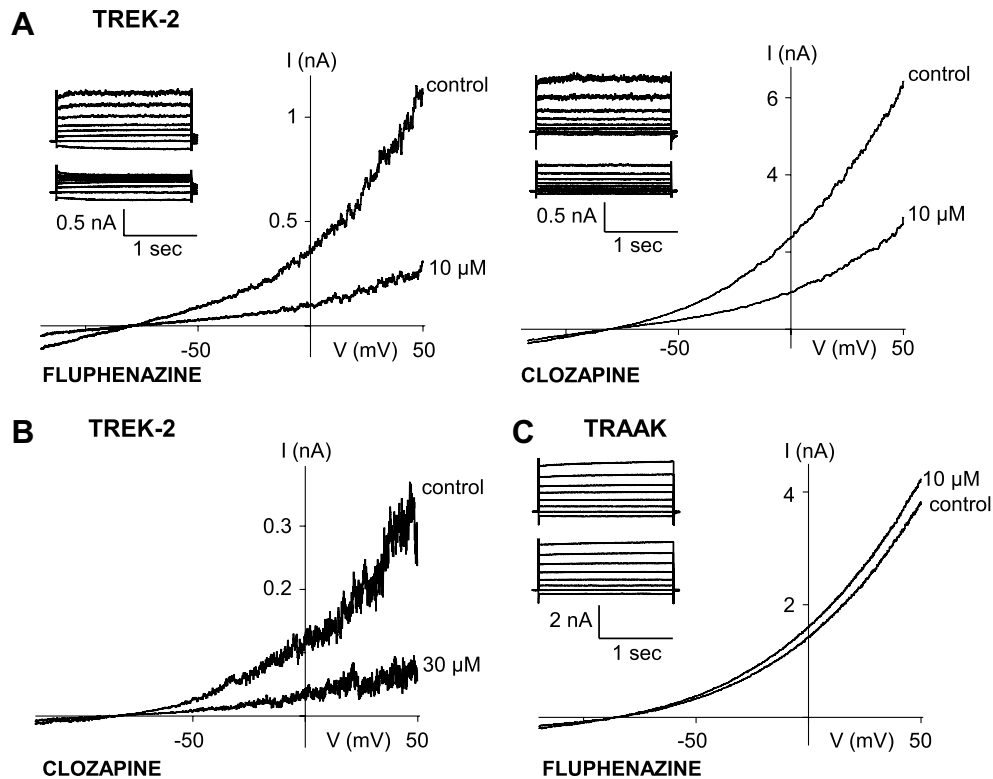 A
TREK-2
I (nA)
control
1
0.5
10 µM
0.5 nA
1 sec
-50
V (mV)
50
FLUPHENAZINE
I (nA)
control
6
4
10 µM
0.5 nA
1 sec
-50
V (mV)
50
CLOZAPINE
B
TREK-2
I (nA)
control
0.3
0.2
30 µM
-50
V (mV)
50
CLOZAPINE
C
TRAAK
I (nA)
10 µM
control
4
2
2 nA
1 sec
-50
V (mV)
50
FLUPHENAZINE